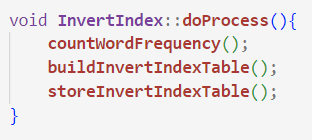 void InvertIndex::doProcess(){
    countWordFrequency();
    buildInvertIndexTable();
    storeInvertIndexTable();
}